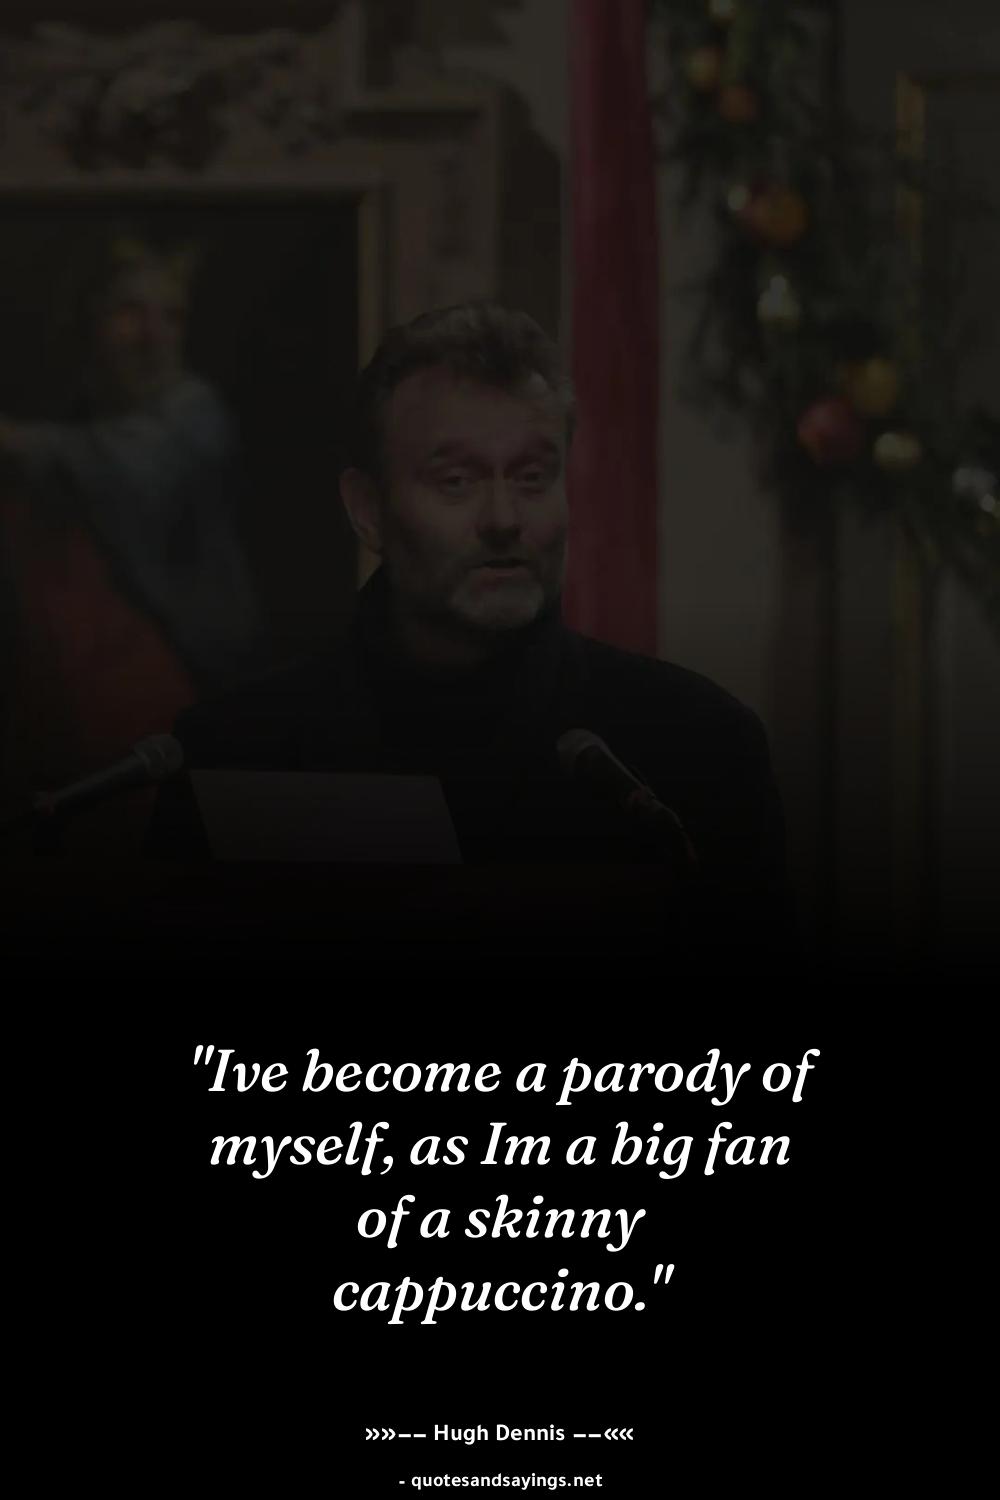 "Ive become a parody of
myself, as Im a big fan
of a skinny
cappuccino."
»»−− Hugh Dennis −−««
- quotesandsayings.net